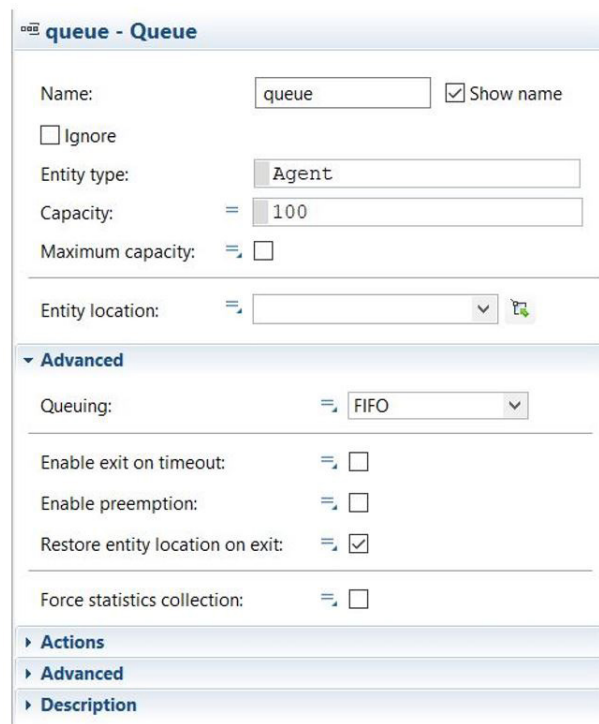 queue - Queue
Name: queue Show name
Ignore
Entity type: Agent
Capacity: 100
Maximum capacity:
Entity location:
Advanced
Queuing: FIFO
Enable exit on timeout:
Enable preemption:
Restore entity location on exit:
Force statistics collection:
Actions
Advanced
Description